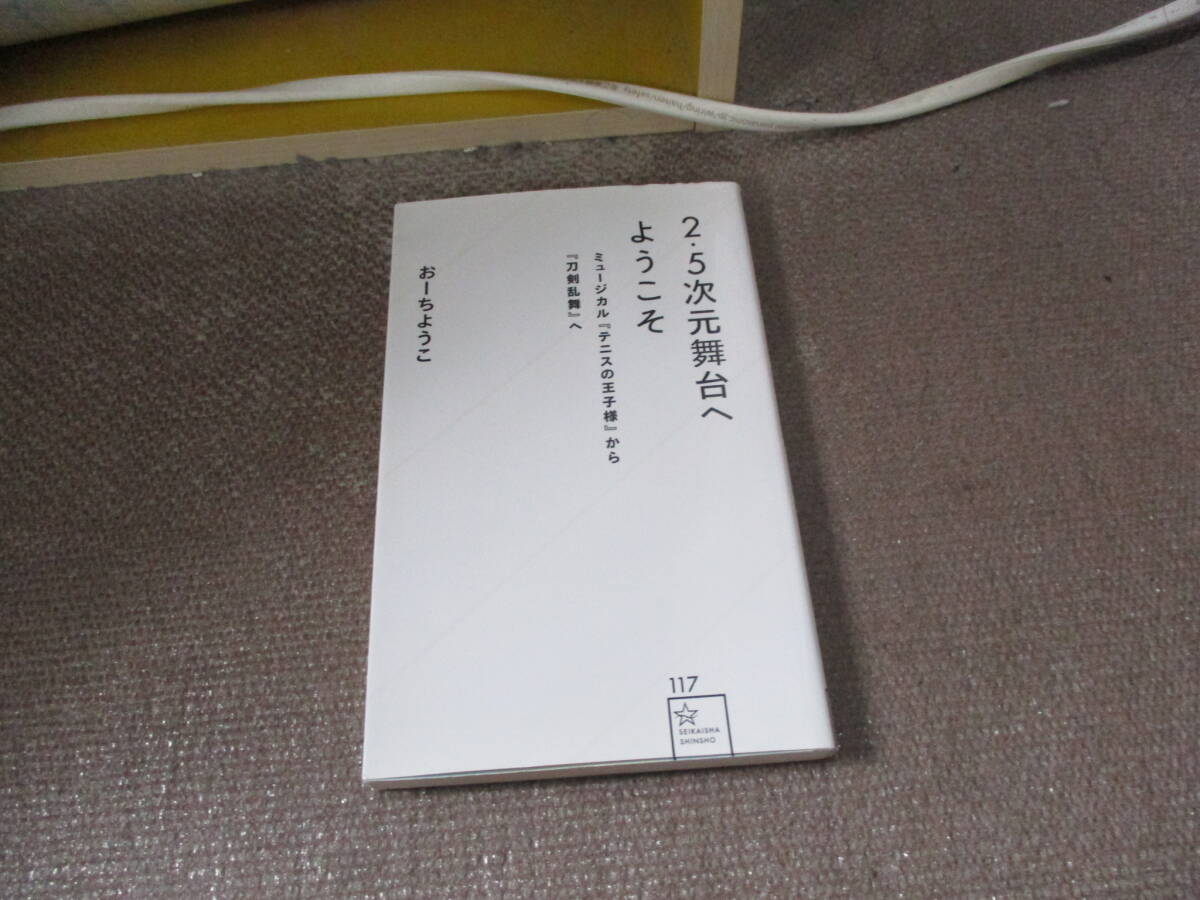 2.5次元舞台へ
ようこそ
ミュージカル『テニスの王子様』から
『刀剣乱舞』へ
おーちようこ
117
SEIKAISHA
SHINSHO